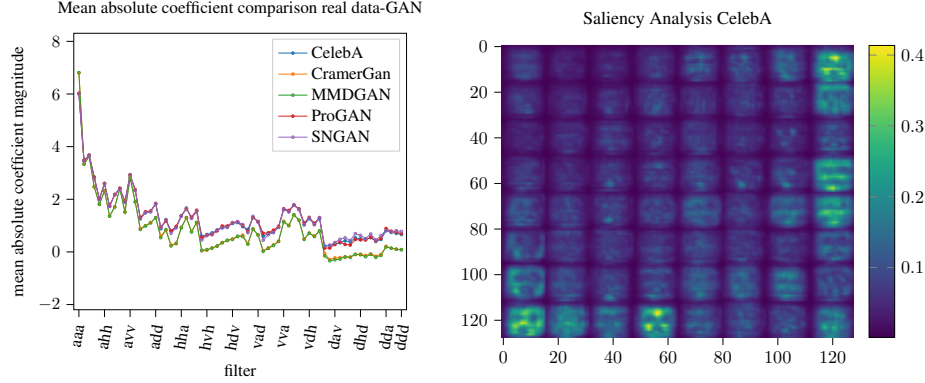 Mean absolute coefficient comparison real data-GAN
mean absolute coefficient magnitude
8
6
4
2
0
−2
CelebA
CramerGan
MMDGAN
ProGAN
SNGAN
aaa ahh avv add hha hvh hdv vad vva vdh dav dhd dda ddd
filter
Saliency Analysis CelebA
0
20
40
60
80
100
120
0 20 40 60 80 100 120
0.4
0.3
0.2
0.1